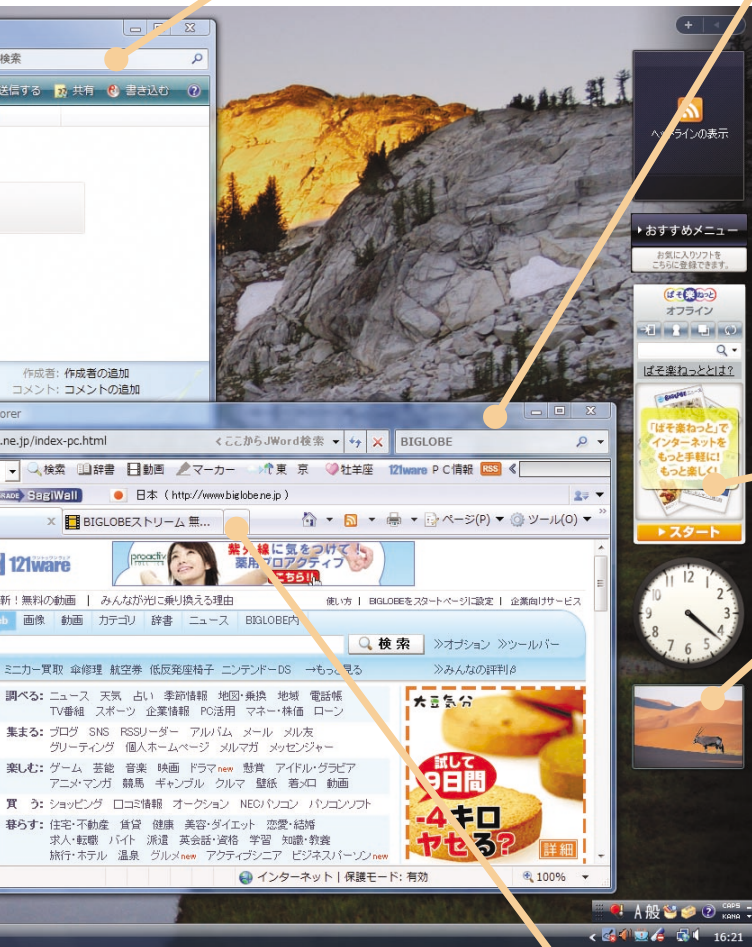 検索
送信する 共有 書き込む
ヘッドラインの表示
おすすめメニュー
お気に入りソフトを
こちらに登録できます。
ぱそ楽ねっと
オフライン
ぱそ楽ねっととは?
「ぱそ楽ねっと」で
インターネットを
もっと手軽に!
もっと楽しく!
スタート
作成者: 作成者の追加
コメント: コメントの追加
orer
.ne.jp/index-pc.html <ここからJWord検索 BIGLOBE
検索 辞書 動画 マーカー 東 京 牡羊座 121ware PC情報 RSS
SagiWall 日本 ( http://www.biglobe.ne.jp )
BIGLOBEストリーム 無... ページ(P) ツール(O)
121ware
proactiv
紫外線に気をつけて!
薬用プロアクティブ
こちら!!
新!無料の動画 | みんなが光に乗り換える理由 使い方 | BIGLOBEをスタートページに設定 | 企業向けサービス
eb 画像 動画 カテゴリ 辞書 ニュース BIGLOBE内
検索 ≫オプション ≫ツールバー
ミニカー買取 傘修理 航空券 低反発座椅子 ニンテンドーDS →もっと見る ≫みんなの評判β
調べる: ニュース 天気 占い 季節情報 地図・乗換 地域 電話帳
TV番組 スポーツ 企業情報 PC活用 マネー・株価 ローン
集まる: ブログ SNS RSSリーダー アルバム メール メル友
グリーティング 個人ホームページ メルマガ メッセンジャー
楽しむ: ゲーム 芸能 音楽 映画 ドラマnew 懸賞 アイドル・グラビア
アニメ・マンガ 競馬 ギャンブル クルマ 壁紙 着メロ 動画
買 う: ショッピング 口コミ情報 オークション NECパソコン パソコンソフト
暮らす: 住宅・不動産 賃貸 健康 美容・ダイエット 恋愛・結婚
求人・転職 バイト 派遣 英会話・資格 学習 知識・教養
旅行・ホテル 温泉 グルメnew アクティブシニア ビジネスパーソンnew
大豆気分
試して
9日間
-4キロ
ヤセる?
詳細
インターネット | 保護モード: 有効 100%
12
1
2
3
4
5
6
7
8
9
11
A 般 CAPS
KANA
16:21